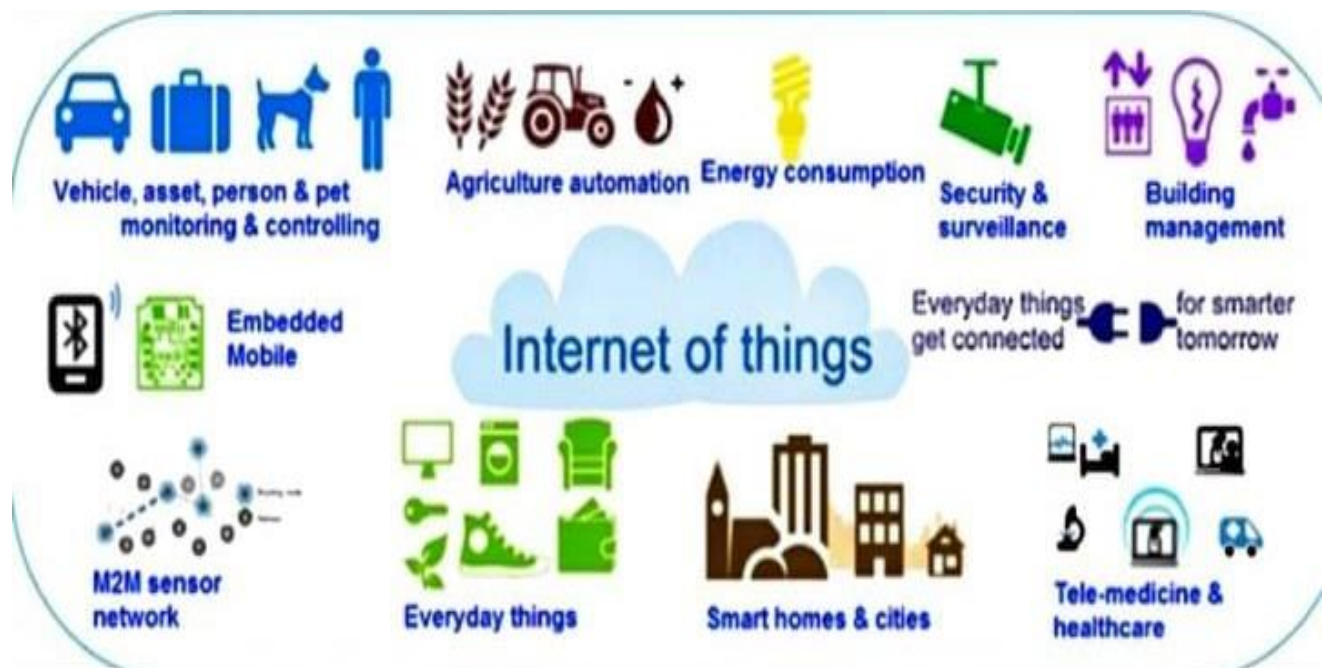 Vehicle, asset, person & pet
monitoring & controlling
Agriculture automation
Energy consumption
Security &
surveillance
Building
management
Embedded
Mobile
Internet of things
Everyday things
get connected
for smarter
tomorrow
M2M sensor
network
Everyday things
Smart homes & cities
Tele-medicine &
healthcare